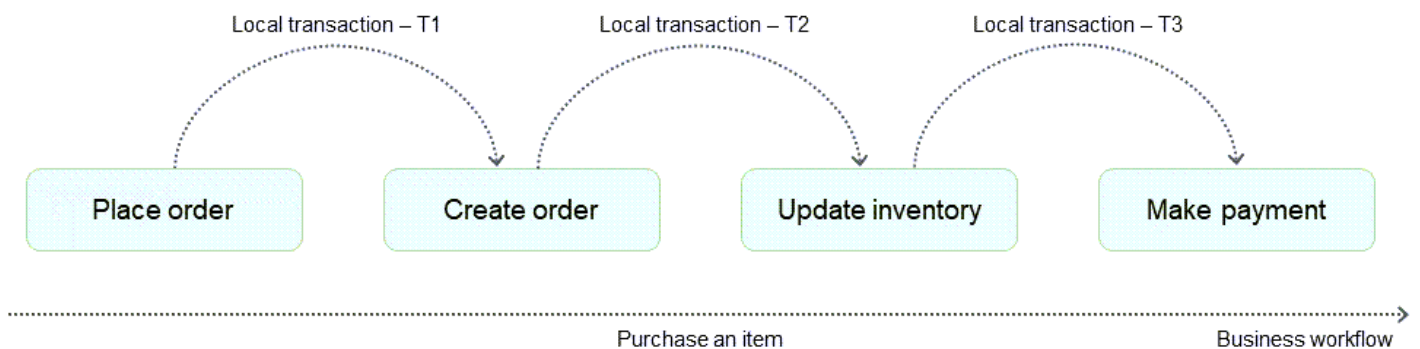 Local transaction – T1
Local transaction – T2
Local transaction – T3
Place order
Create order
Update inventory
Make payment
Purchase an item
Business workflow